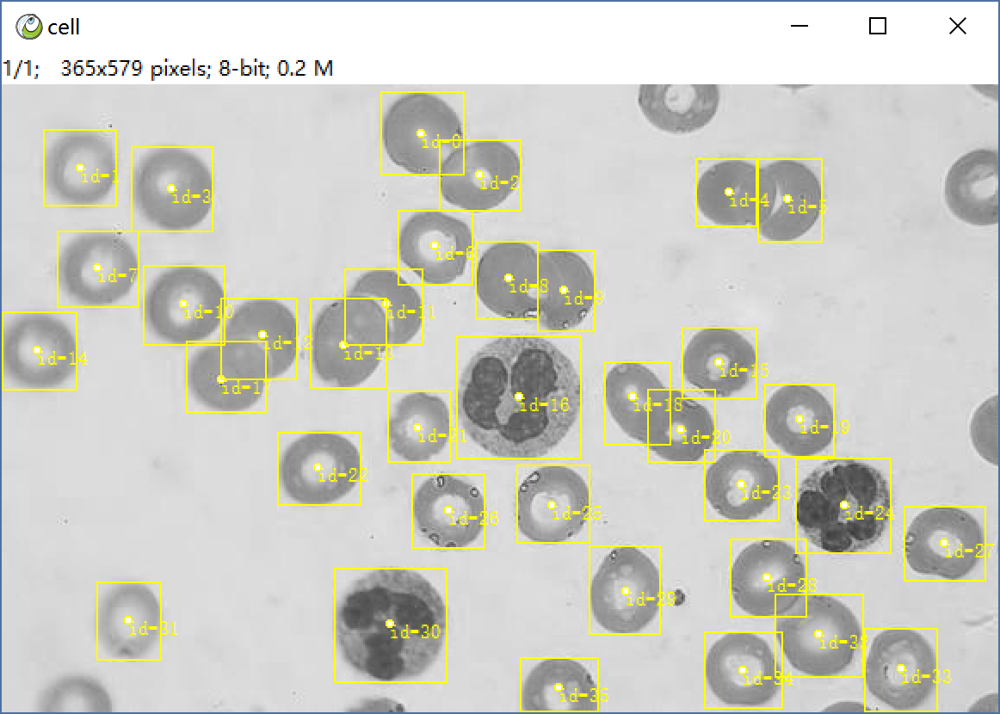 cell
1/1; 365x579 pixels; 8-bit; 0.2 M
id-0
id-1
id-2
id-3
id-4
id-5
id-6
id-7
id-8
id-9
id-10
id-11
id-12
id-13
id-14
id-15
id-16
id-17
id-18
id-19
id-20
id-21
id-22
id-23
id-24
id-25
id-26
id-27
id-28
id-29
id-30
id-31
id-32
id-33
id-34
id-35